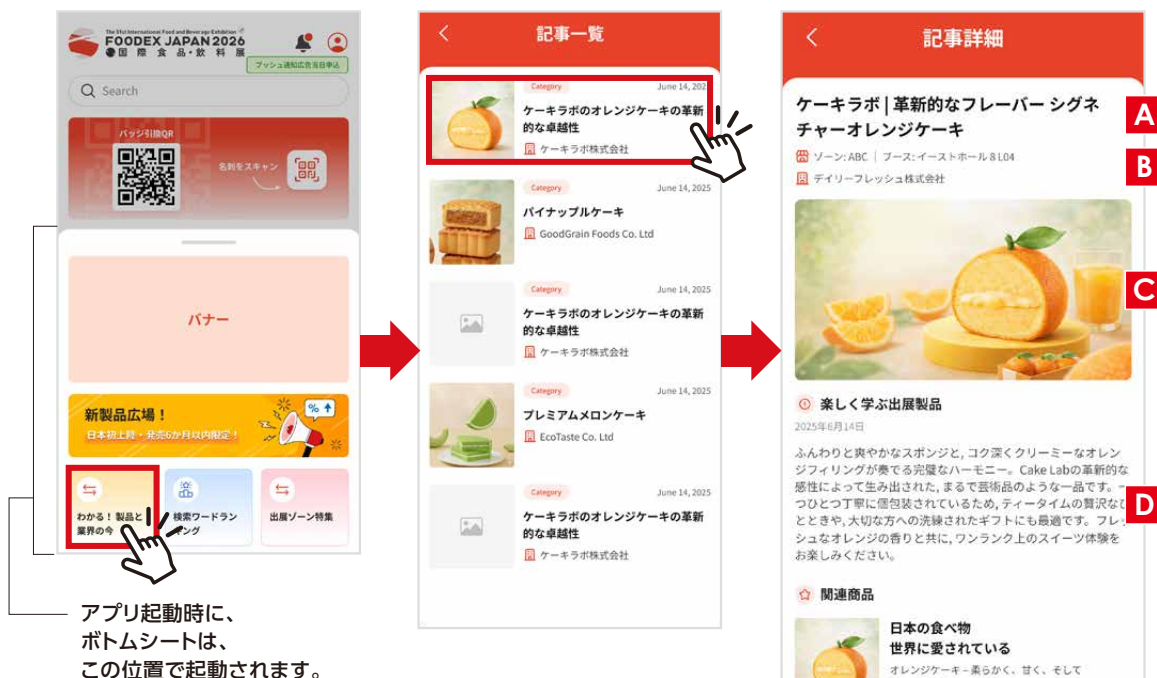 The 51st International Food and Beverage Exhibition
FOODEX JAPAN 2026
国際食品・飲料展
プッシュ通知広告当日申込
Search
バッジ引換QR
名刺をスキャン
バナー
新製品広場！
日本初上陸・発売6か月以内限定！
わかる！製品と
業界の今
検索ワードラン
キング
出展ゾーン特集
アプリ起動時に、
ボトムシートは、
この位置で起動されます。
記事一覧
Category
June 14, 202
ケーキラボのオレンジケーキの革新
的な卓越性
ケーキラボ株式会社
Category
June 14, 2025
パイナップルケーキ
GoodGrain Foods Co. Ltd
Category
June 14, 2025
ケーキラボのオレンジケーキの革新
的な卓越性
ケーキラボ株式会社
Category
June 14, 2025
プレミアムメロンケーキ
EcoTaste Co. Ltd
Category
June 14, 2025
ケーキラボのオレンジケーキの革新
的な卓越性
ケーキラボ株式会社
記事詳細
ケーキラボ | 革新的なフレーバー シグネ
チャーオレンジケーキ
A
ゾーン: ABC | ブース: イーストホール 8 L04
B
デイリーフレッシュ株式会社
C
楽しく学ぶ出展製品
2025年6月14日
ふんわりと爽やかなスポンジと, コク深くクリーミーなオレン
ジフィリングが奏でる完璧なハーモニー。Cake Labの革新的な
感性によって生み出された, まるで芸術品のような一品です。一
つひとつ丁寧に個包装されているため, ティータイムの贅沢な
D
とときや, 大切な方への洗練されたギフトにも最適です。フレ
シュなオレンジの香りと共に, ワンランク上のスイーツ体験を
お楽しみください。
関連商品
日本の食べ物
世界に愛されている
オレンジケーキ – 柔らかく、甘く、そして